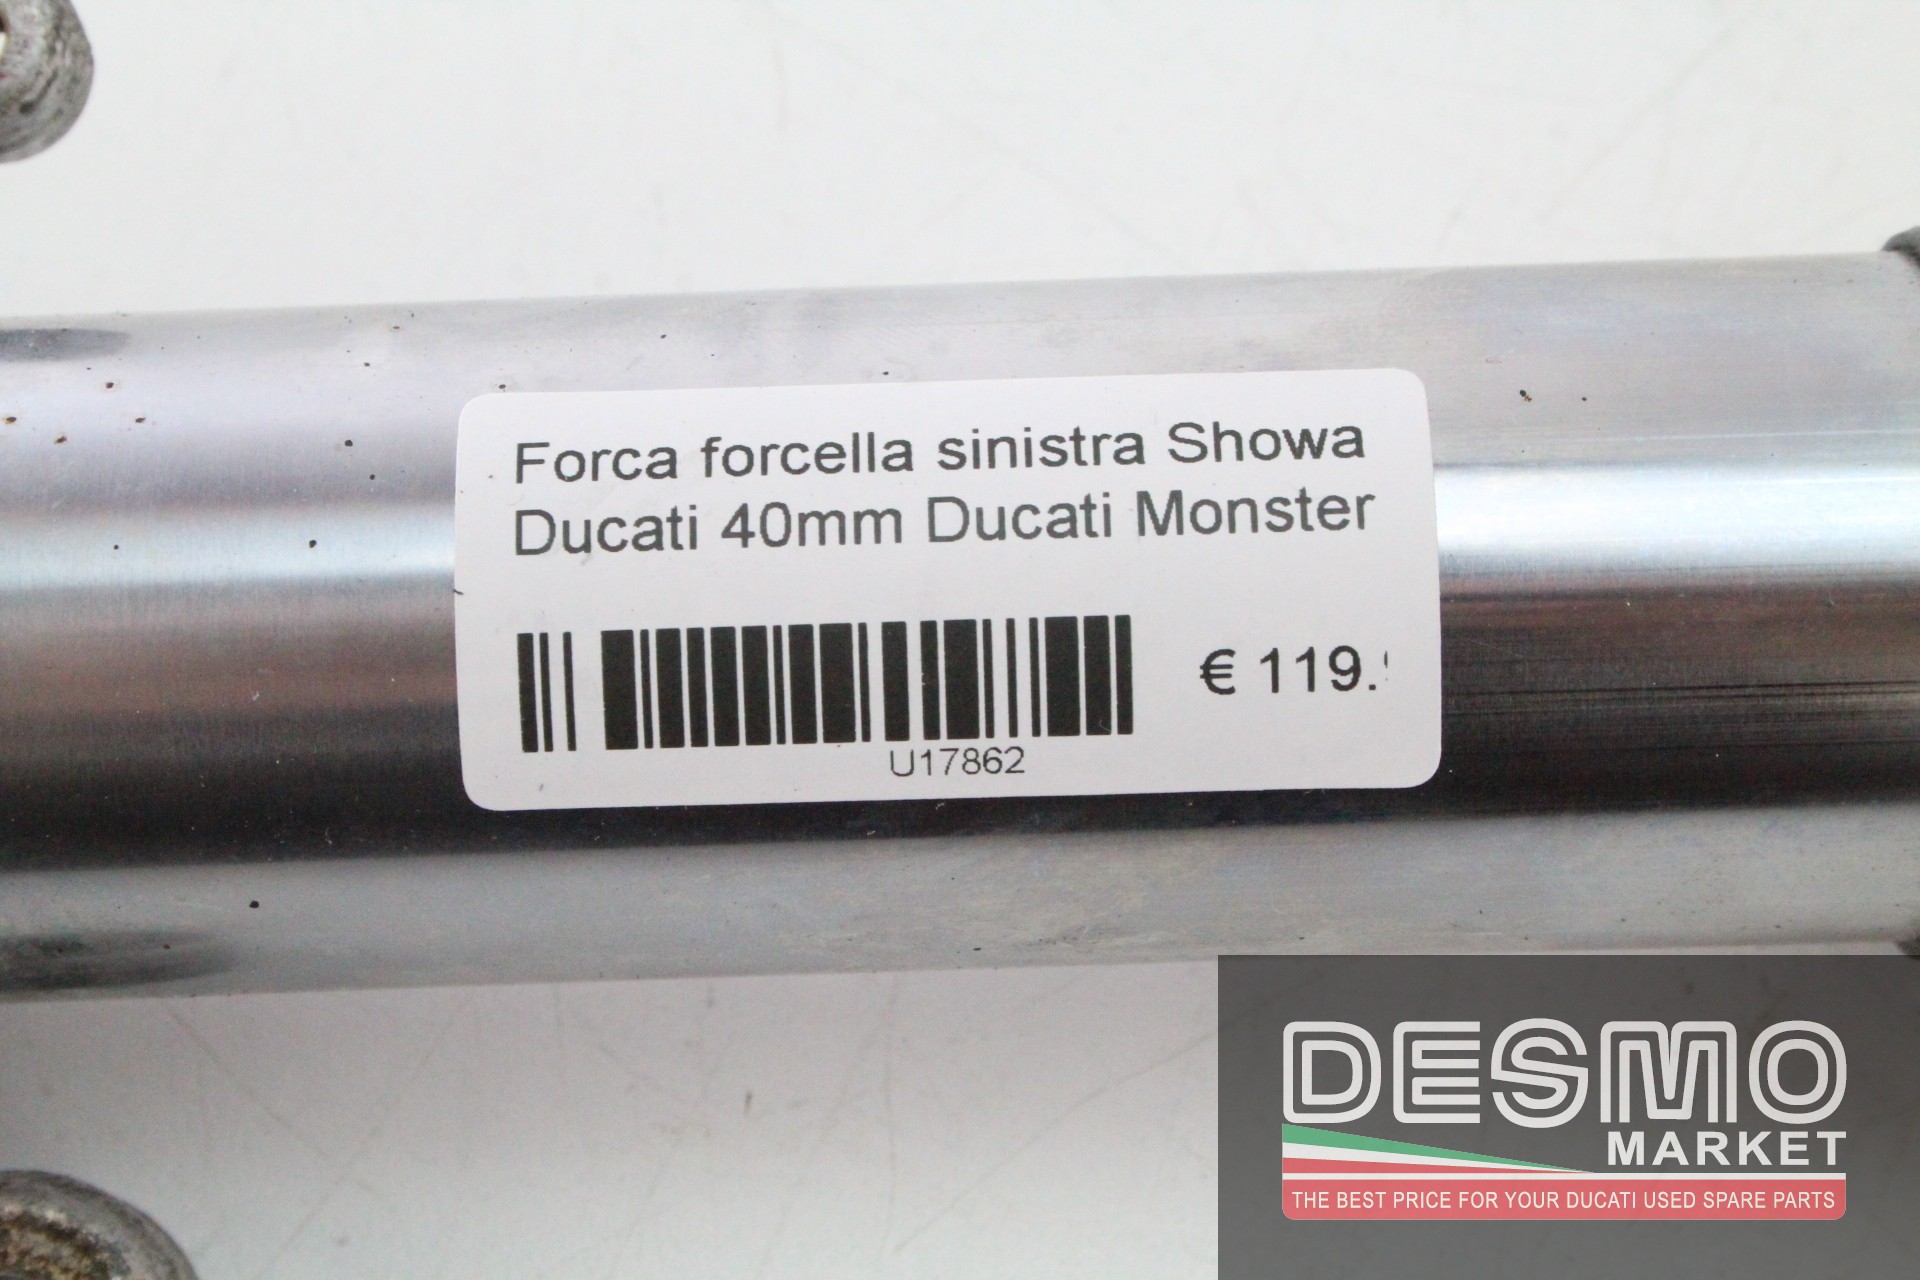 Forca forcella sinistra Showa
Ducati 40mm Ducati Monster
€ 119.
U17862
DESMO
MARKET
THE BEST PRICE FOR YOUR DUCATI USED SPARE PARTS